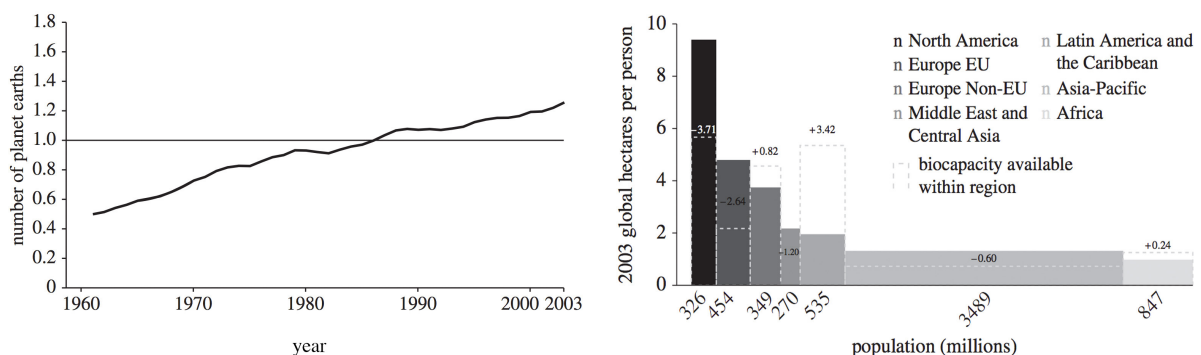 1.8
1.6
1.4
1.2
1.0
0.8
0.6
0.4
0.2
0
number of planet earths
1960
1970
1980
1990
2000
2003
year
10
8
6
4
2
0
2003 global hectares per person
n North America
n Europe EU
n Europe Non-EU
n Middle East and
Central Asia
n Latin America and
the Caribbean
n Asia-Pacific
n Africa
biocapacity available
within region
−3.71
−2.64
+0.82
−1.20
+3.42
−0.60
+0.24
326
454
349
270
535
3489
847
population (millions)